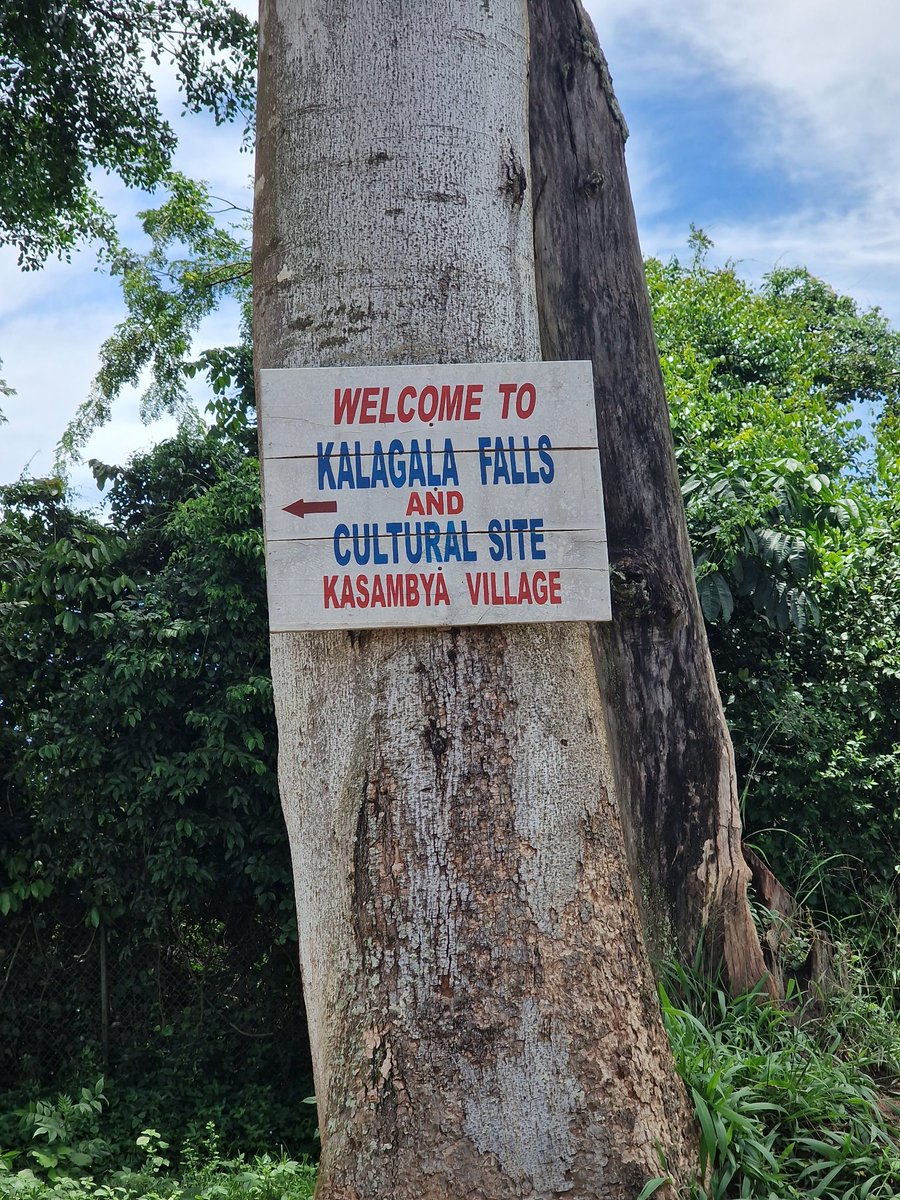 WELCOME TO
KALAGALA FALLS
AND
CULTURAL SITE
KASAMBYA VILLAGE